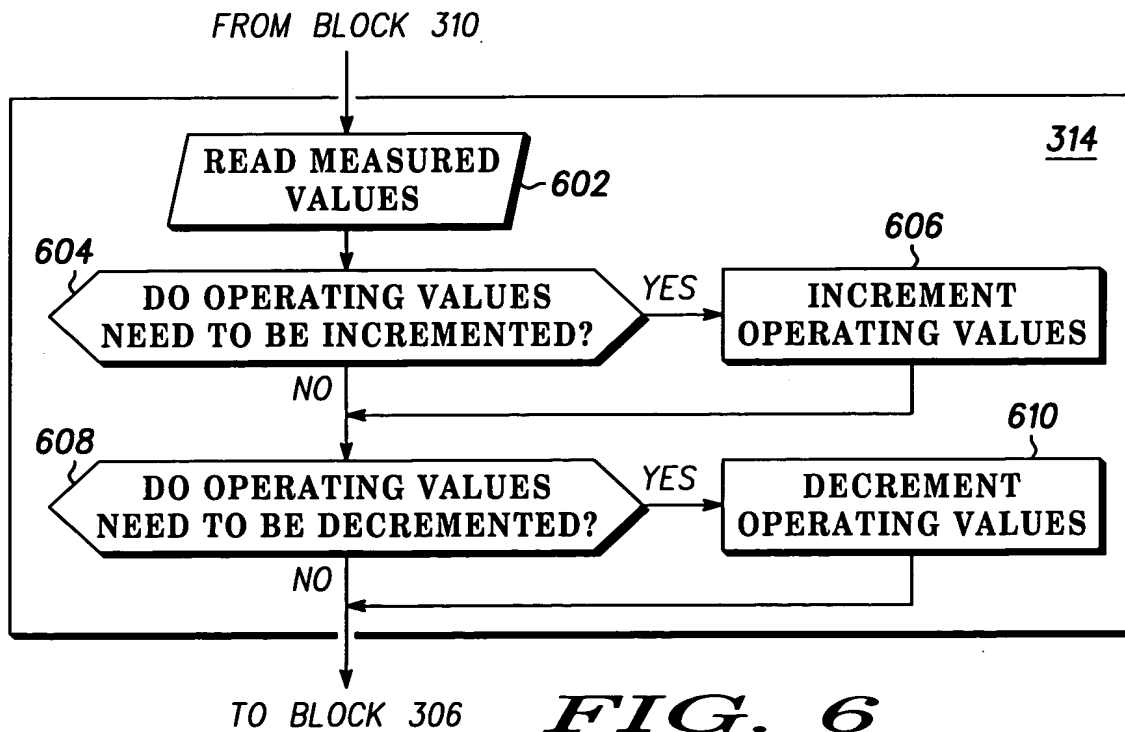 FROM BLOCK 310
314
READ MEASURED
VALUES
602
604
DO OPERATING VALUES
NEED TO BE INCREMENTED?
YES
606
INCREMENT
OPERATING VALUES
NO
608
DO OPERATING VALUES
NEED TO BE DECREMENTED?
YES
610
DECREMENT
OPERATING VALUES
NO
TO BLOCK 306
FIG. 6